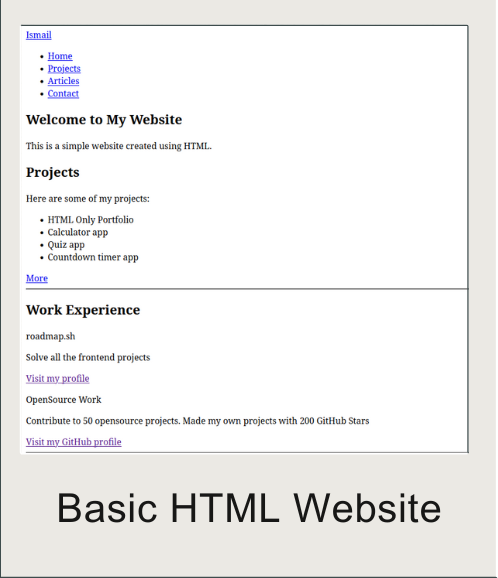 Ismail
Home
Projects
Articles
Contact
Welcome to My Website
This is a simple website created using HTML.
Projects
Here are some of my projects:
HTML Only Portfolio
Calculator app
Quiz app
Countdown timer app
More
Work Experience
roadmap.sh
Solve all the frontend projects
Visit my profile
OpenSource Work
Contribute to 50 opensource projects. Made my own projects with 200 GitHub Stars
Visit my GitHub profile
Basic HTML Website